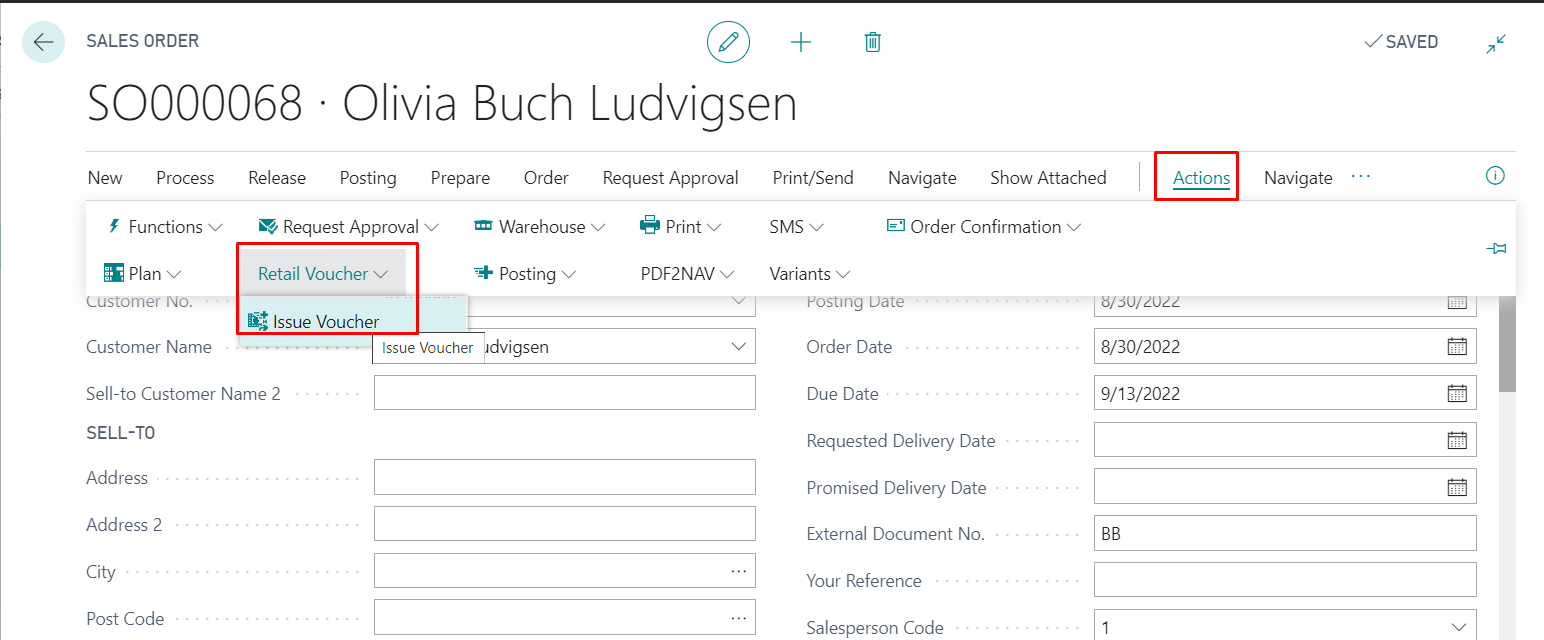 SALES ORDER
SAVED
SO000068 · Olivia Buch Ludvigsen
New Process Release Posting Prepare Order Request Approval Print/Send Navigate Show Attached Actions Navigate ...
Functions Request Approval Warehouse Print SMS Order Confirmation
Plan Retail Voucher Posting PDF2NAV Variants
Issue Voucher
Issue Voucher
Customer No.
Posting Date 8/30/2022
Customer Name udvigsen
Order Date 8/30/2022
Sell-to Customer Name 2
Due Date 9/13/2022
SELL-TO
Requested Delivery Date
Address
Promised Delivery Date
Address 2
External Document No. BB
City ...
Your Reference
Post Code ...
Salesperson Code 1